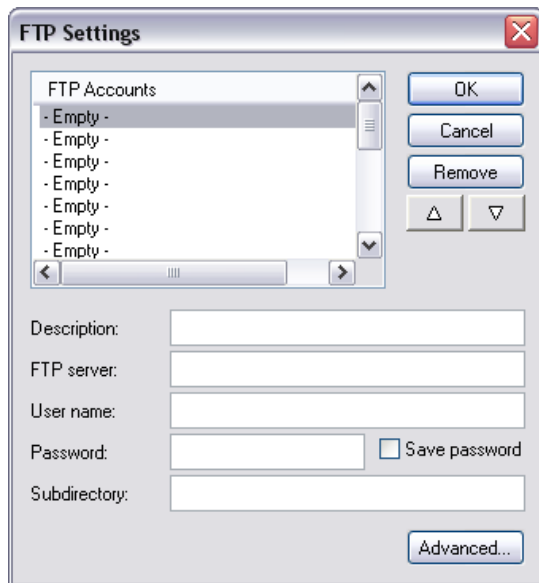 FTP Settings
FTP Accounts
- Empty -
- Empty -
- Empty -
- Empty -
- Empty -
- Empty -
- Empty -
OK
Cancel
Remove
Description:
FTP server:
User name:
Password:
Save password
Subdirectory:
Advanced...